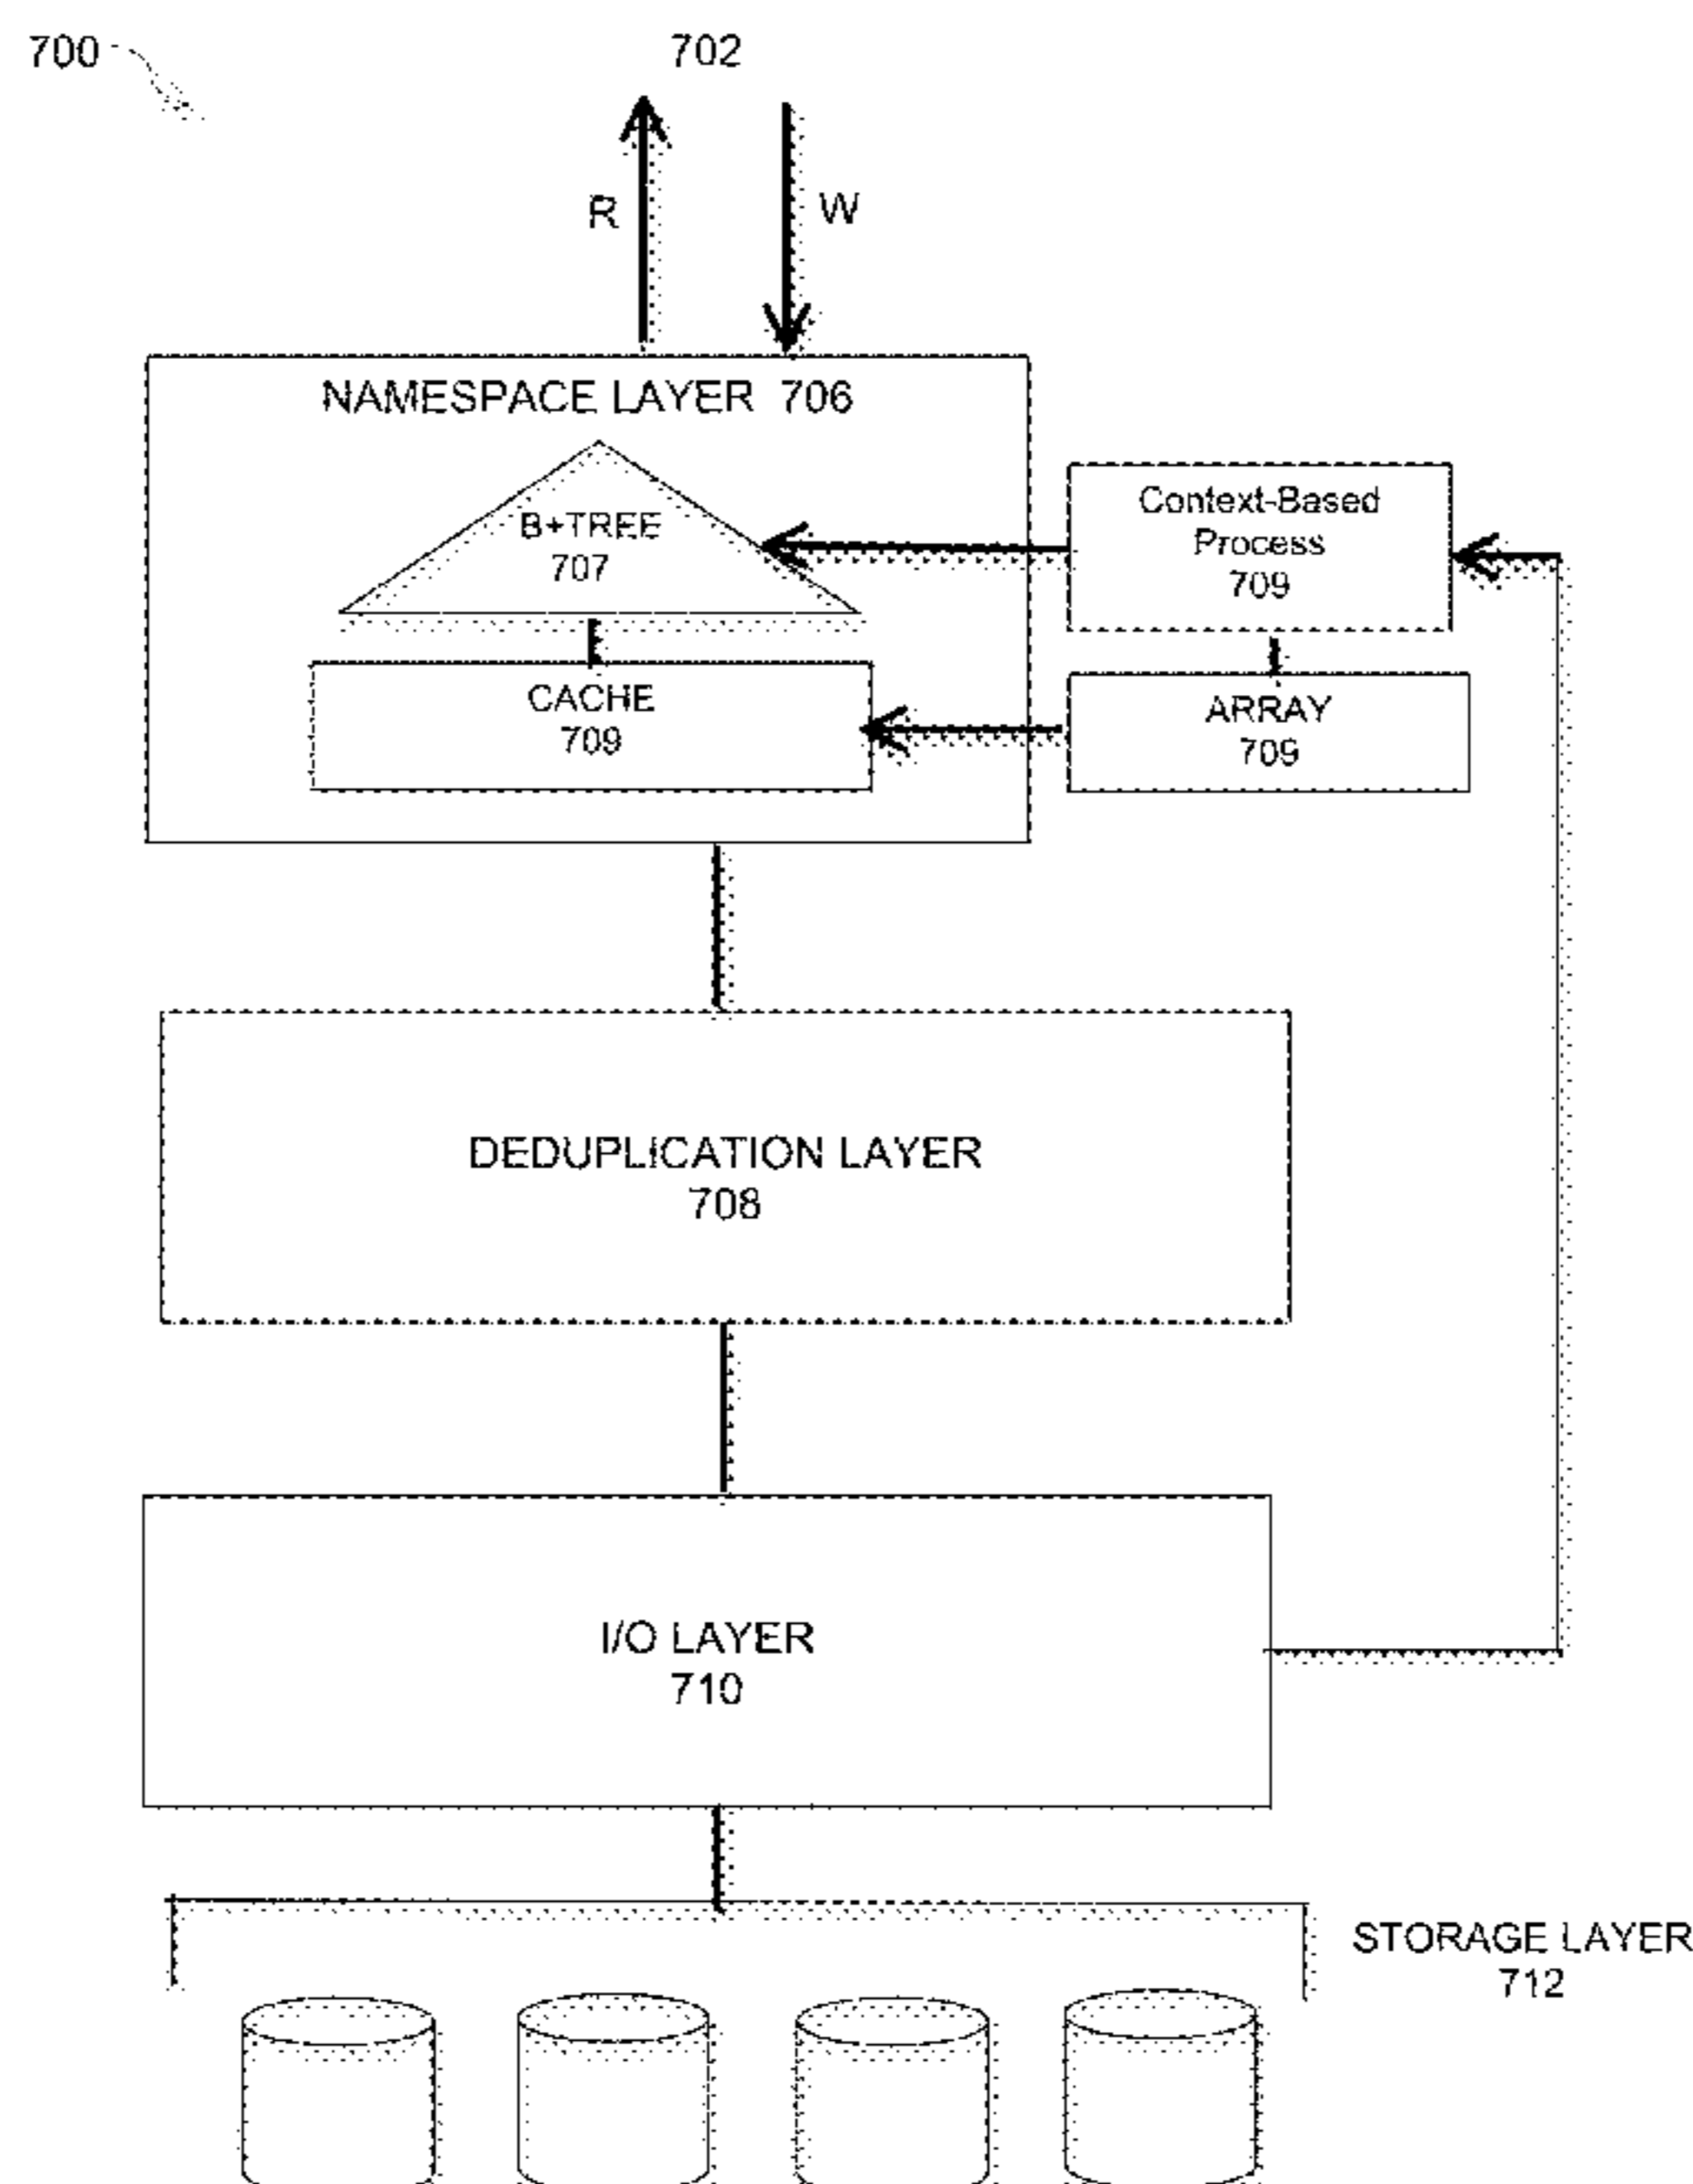 700
702
R
W
NAMESPACE LAYER 706
B+TREE
707
Context-Based
Process
709
CACHE
709
ARRAY
709
DEDUPLICATION LAYER
708
I/O LAYER
710
STORAGE LAYER
712